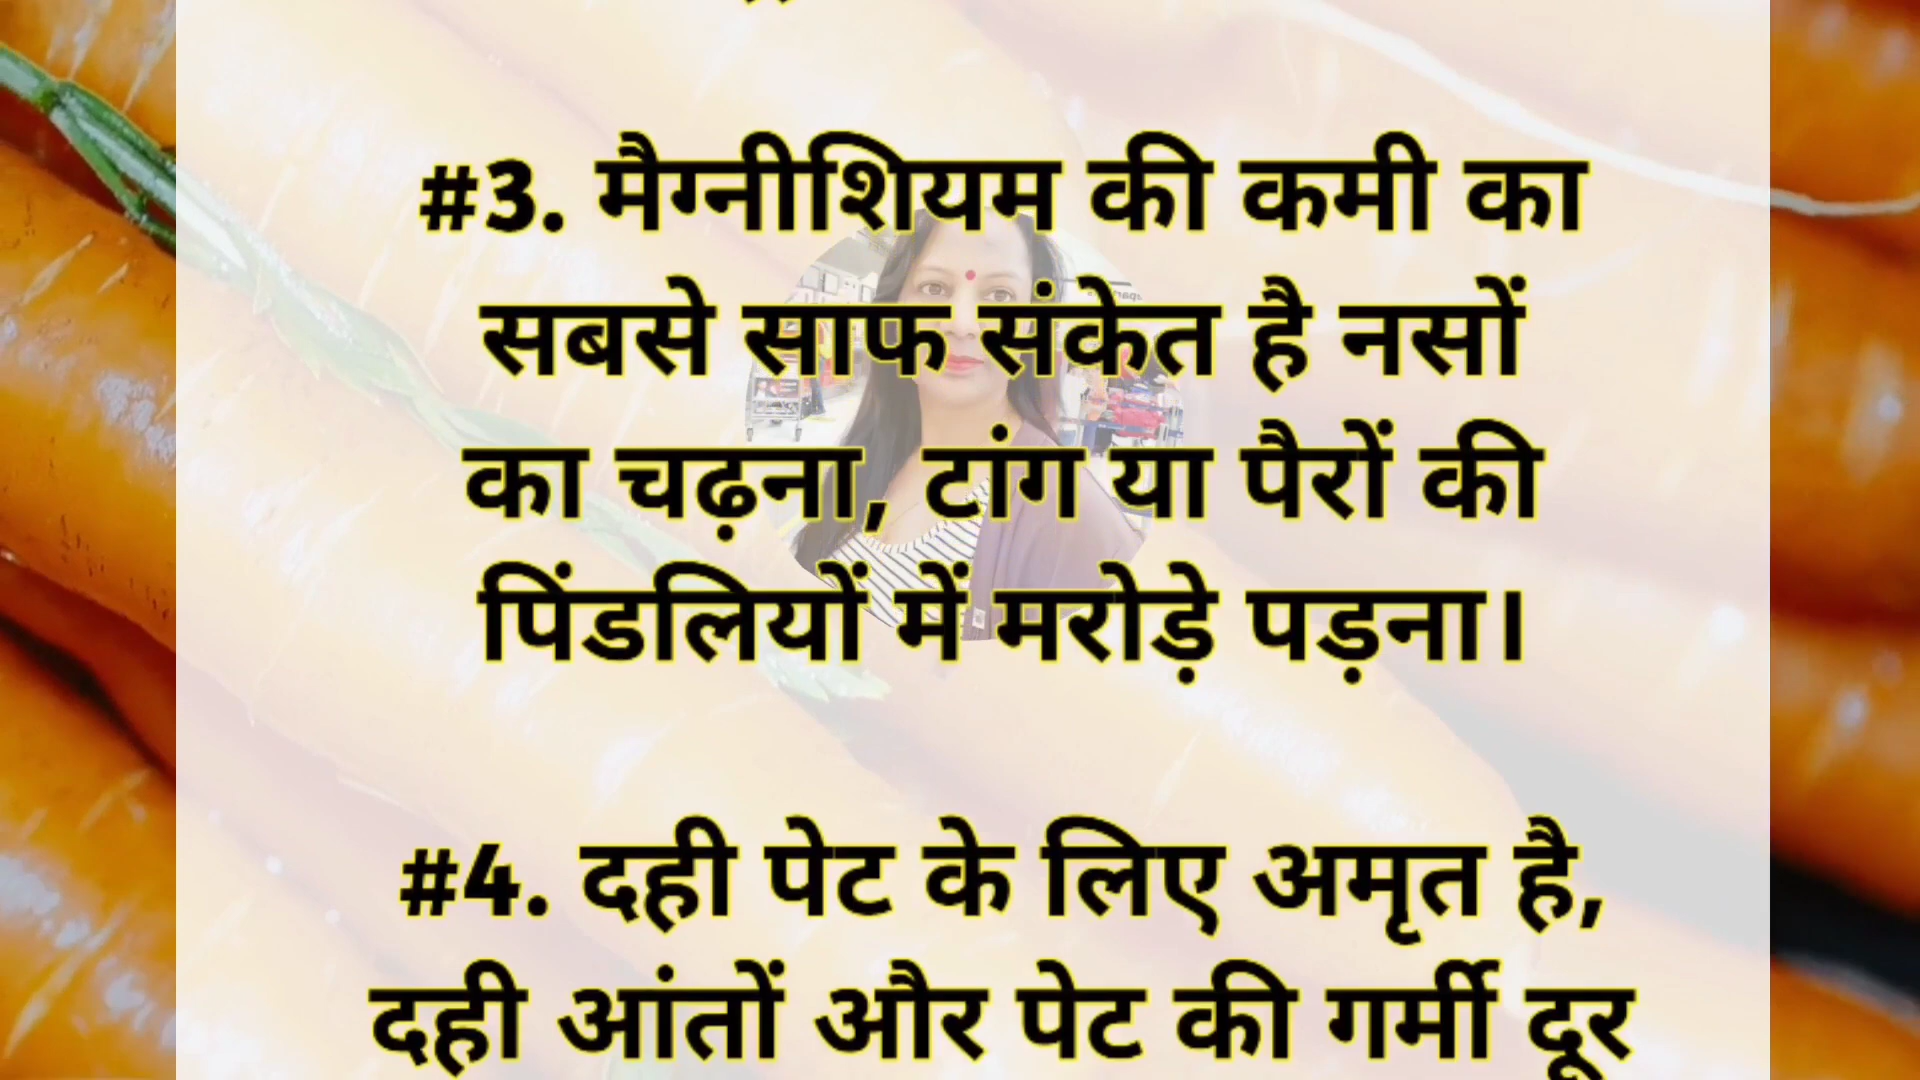 #3. मैग्नीशियम की कमी का
सबसे साफ संकेत है नसों
का चढ़ना, टांग या पैरों की
पिंडलियों में मरोड़े पड़ना।
#4. दही पेट के लिए अमृत है,
दही आंतों और पेट की गर्मी दूर